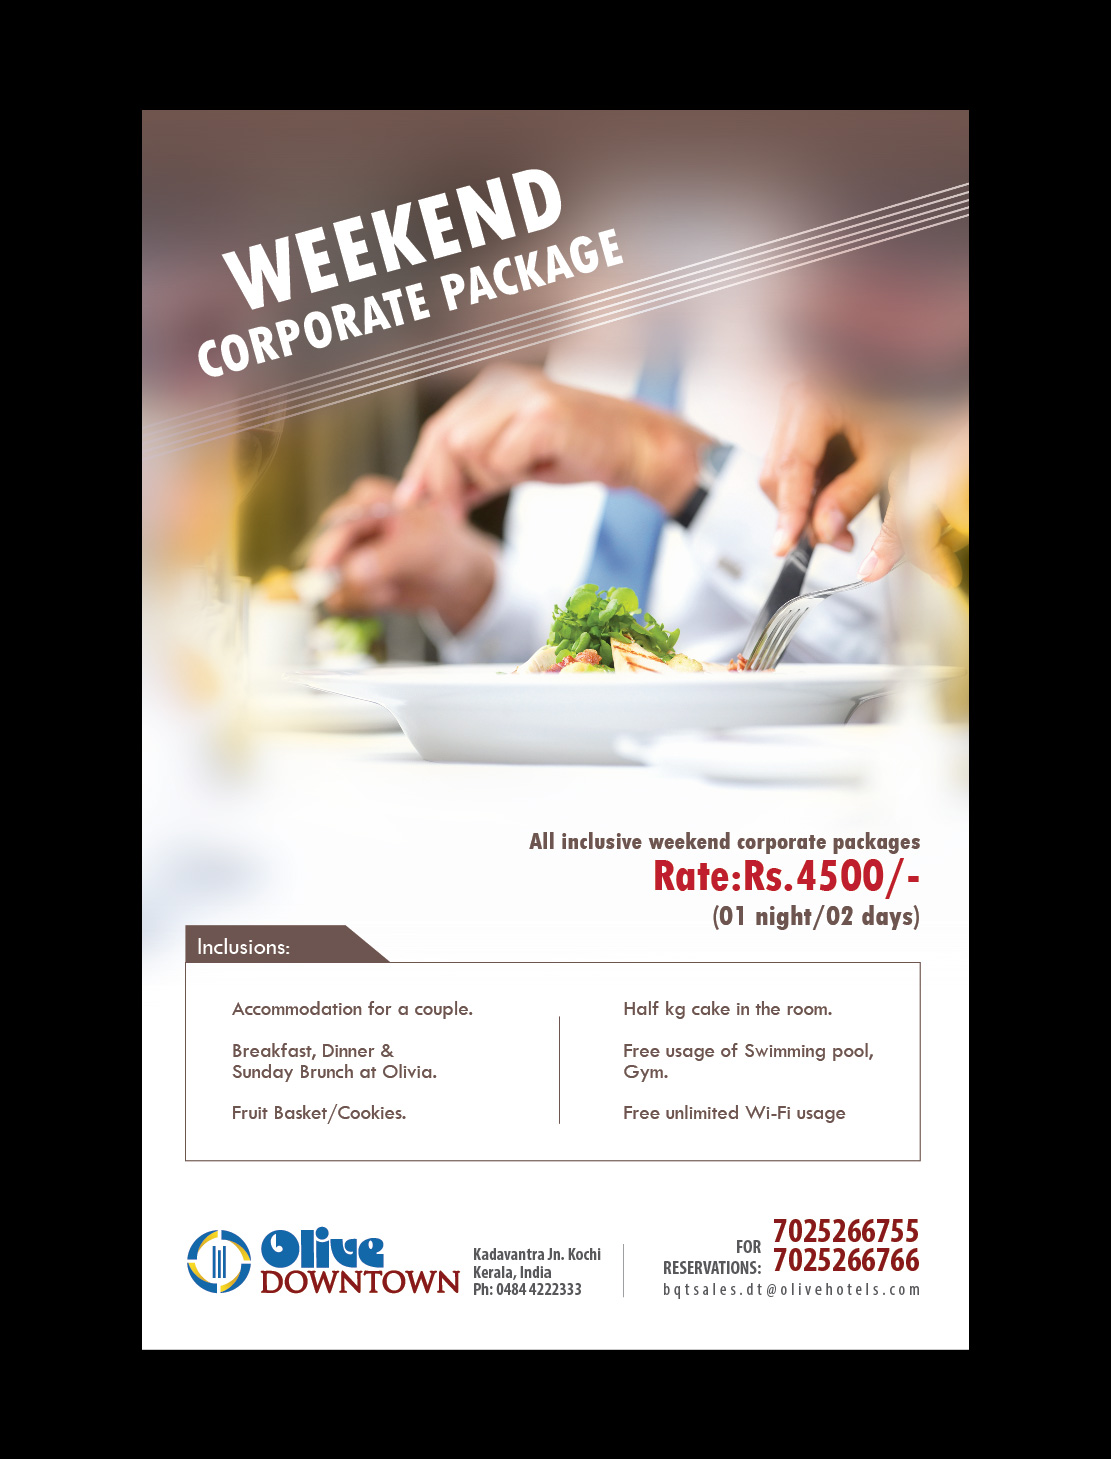 WEEKEND
CORPORATE PACKAGE
All inclusive weekend corporate packages
Rate:Rs.4500/-
(01 night/02 days)
Inclusions:
Accommodation for a couple.
Breakfast, Dinner &
Sunday Brunch at Olivia.
Fruit Basket/Cookies.
Half kg cake in the room.
Free usage of Swimming pool,
Gym.
Free unlimited Wi-Fi usage
Olive
DOWNTOWN
Kadavantra Jn. Kochi
Kerala, India
Ph: 0484 4222333
FOR
RESERVATIONS:
7025266755
7025266766
bqtsales.dt@olivehotels.com